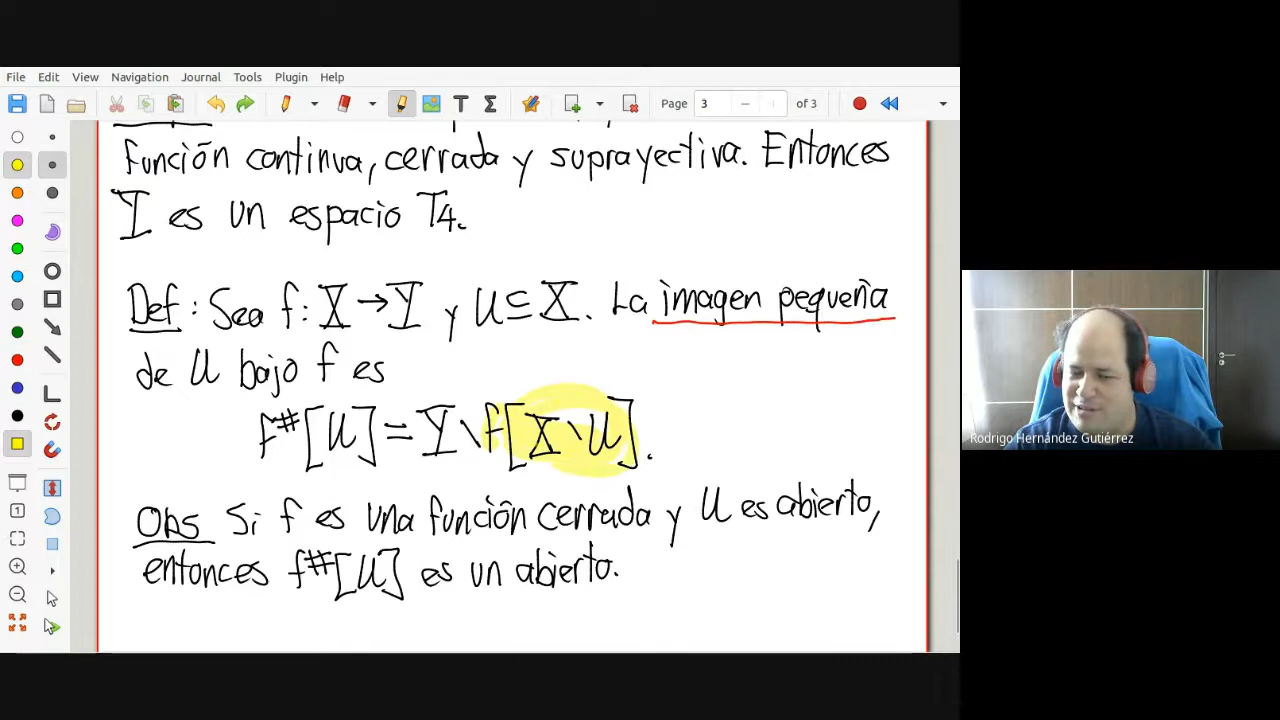 File Edit View Navigation Journal Tools Plugin Help
Page 3 of 3
función continua, cerrada y suprayectiva. Entonces
Y es un espacio T4.
Def: Sea f: X → Y y U ⊆ X. La imagen pequeña
de U bajo f es
f#[U] = Y \ f[X \ U].
Obs Si f es una función cerrada y U es abierto,
entonces f#[U] es un abierto.
Rodrigo Hernández Gutiérrez